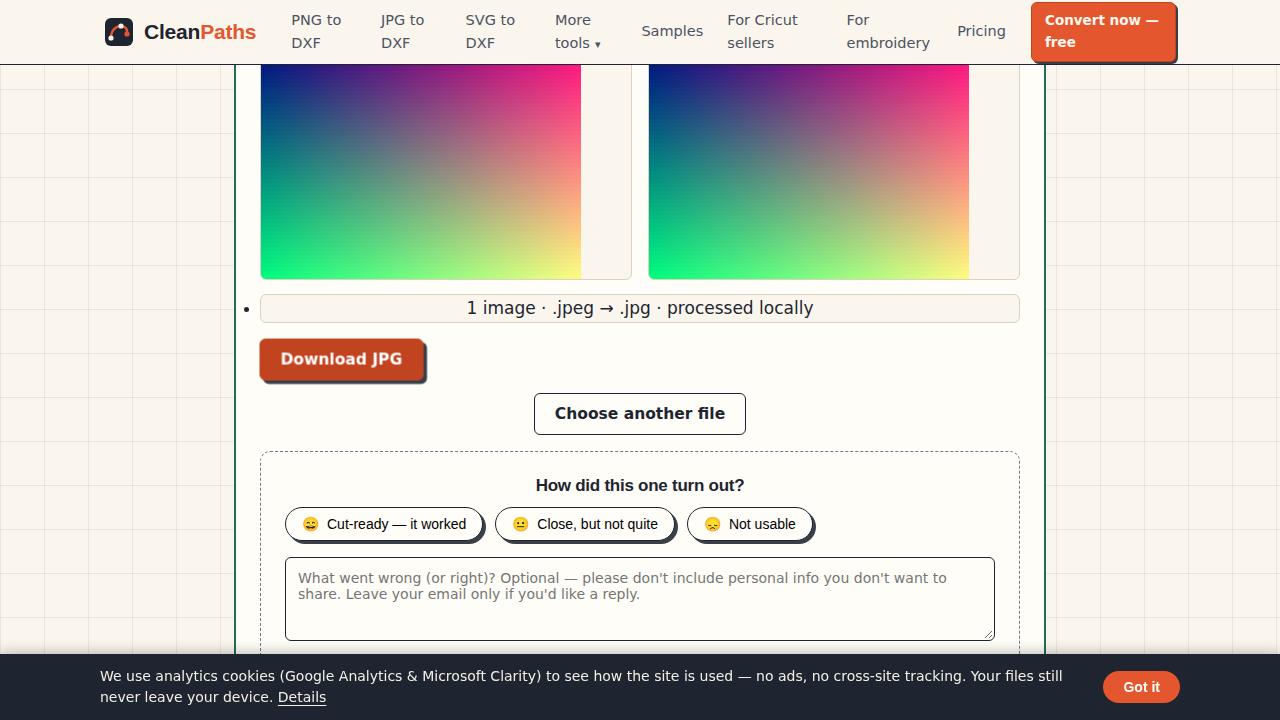 CleanPaths
PNG to
DXF
JPG to
DXF
SVG to
DXF
More
tools ▾
Samples
For Cricut
sellers
For
embroidery
Pricing
Convert now —
free
1 image · .jpeg → .jpg · processed locally
Download JPG
Choose another file
How did this one turn out?
😄 Cut-ready — it worked
😐 Close, but not quite
😞 Not usable
What went wrong (or right)? Optional — please don't include personal info you don't want to
share. Leave your email only if you'd like a reply.
We use analytics cookies (Google Analytics & Microsoft Clarity) to see how the site is used — no ads, no cross-site tracking. Your files still
never leave your device. Details
Got it